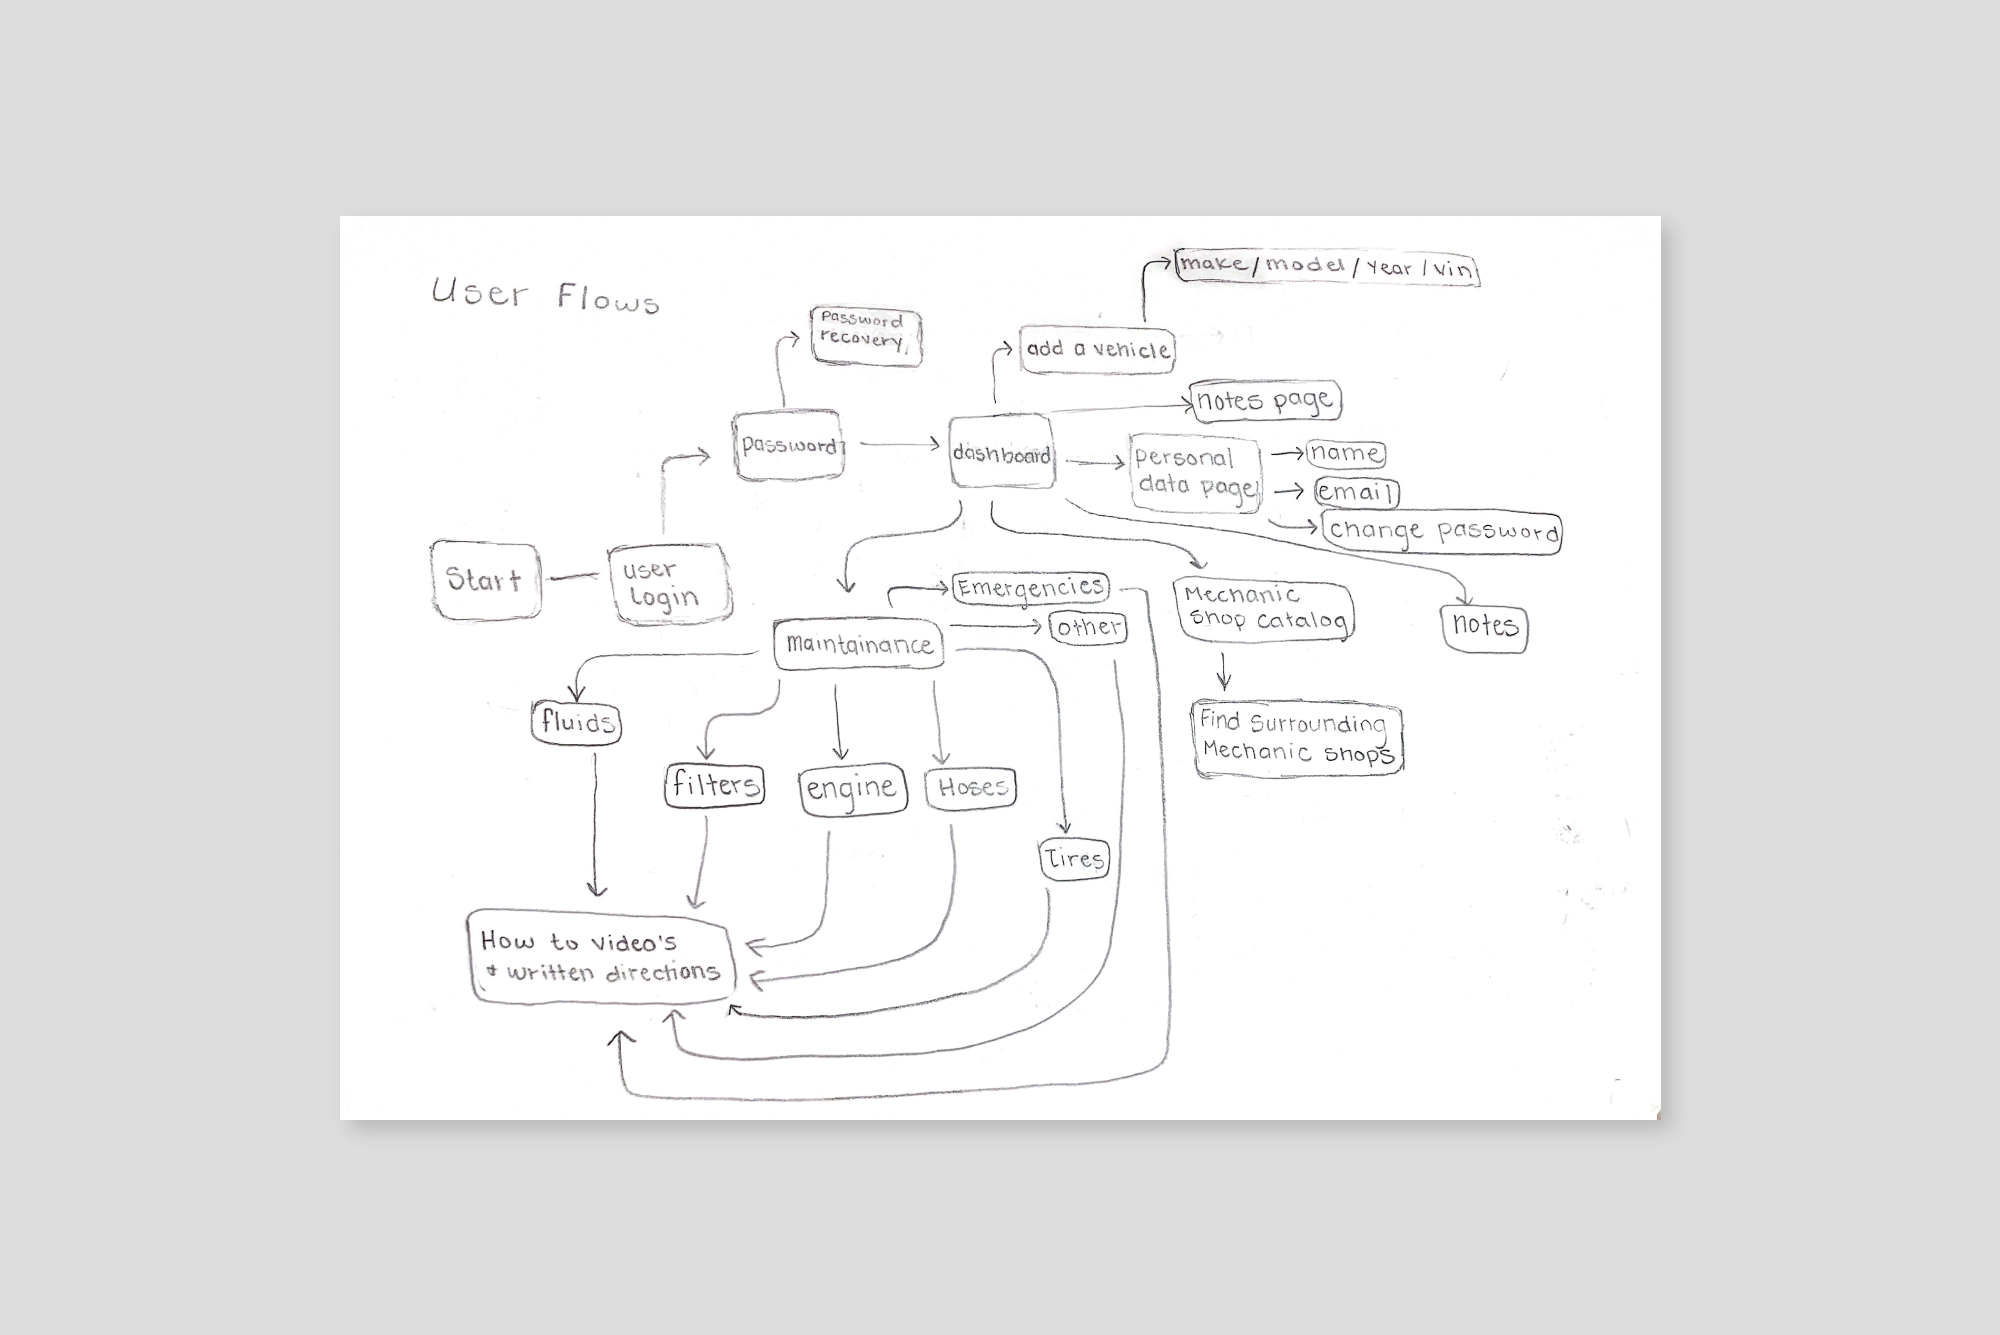 User Flows
make/model/year/vin
Password
recovery
add a vehicle
notes page
password
dashboard
personal
data page
name
email
change password
Start
user
Login
Emergencies
other
Mechanic
Shop catalog
notes
maintainance
fluids
Find Surrounding
Mechanic shops
filters
engine
Hoses
Tires
How to video's
+ written directions